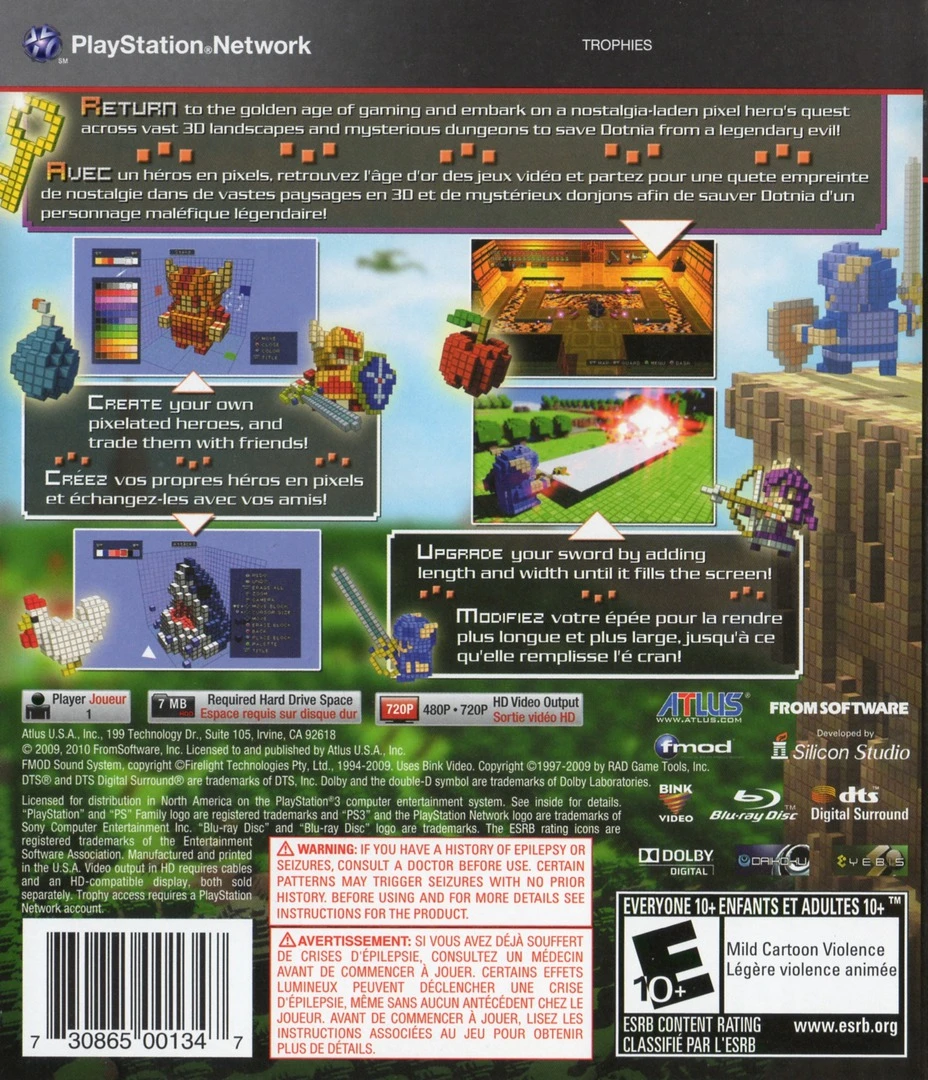 PlayStation®Network
SM
TROPHIES
RETURN to the golden age of gaming and embark on a nostalgia-laden pixel hero's quest
across vast 3D landscapes and mysterious dungeons to save Dotnia from a legendary evil!
AVEC un héros en pixels, retrouvez l'âge d'or des jeux vidéo et partez pour une quete empreinte
de nostalgie dans de vastes paysages en 3D et de mystérieux donjons afin de sauver Dotnia d'un
personnage maléfique légendaire!
CREATE your own
pixelated heroes, and
trade them with friends!
CRÉEZ vos propres héros en pixels
et échangez-les avec vos amis!
UPGRADE your sword by adding
length and width until it fills the screen!
MODIFIEZ votre épée pour la rendre
plus longue et plus large, jusqu'à ce
qu'elle remplisse l'é cran!
Player Joueur
1
7 MB
HDD
Required Hard Drive Space
Espace requis sur disque dur
720P
480P • 720P
HD Video Output
Sortie vidéo HD
ATLUS®
WWW.ATLUS.COM
FROMSOFTWARE
fmod
Developed by
Silicon Studio
Atlus U.S.A., Inc., 199 Technology Dr., Suite 105, Irvine, CA 92618
© 2009, 2010 FromSoftware, Inc. Licensed to and published by Atlus U.S.A., Inc.
FMOD Sound System, copyright ©Firelight Technologies Pty, Ltd., 1994-2009. Uses Bink Video. Copyright ©1997-2009 by RAD Game Tools, Inc.
DTS® and DTS Digital Surround® are trademarks of DTS, Inc. Dolby and the double-D symbol are trademarks of Dolby Laboratories.
BINK
VIDEO
Blu-ray Disc™
dts™
Digital Surround
Licensed for distribution in North America on the PlayStation®3 computer entertainment system. See inside for details.
"PlayStation" and "PS" Family logo are registered trademarks and "PS3" and the PlayStation Network logo are trademarks of
Sony Computer Entertainment Inc. "Blu-ray Disc" and "Blu-ray Disc" logo are trademarks. The ESRB rating icons are
registered trademarks of the Entertainment
Software Association. Manufactured and printed
in the U.S.A. Video output in HD requires cables
and an HD-compatible display, both sold
separately. Trophy access requires a PlayStation
Network account.
DOLBY
DIGITAL
DAIKOKU
YEBIS
WARNING: IF YOU HAVE A HISTORY OF EPILEPSY OR
SEIZURES, CONSULT A DOCTOR BEFORE USE. CERTAIN
PATTERNS MAY TRIGGER SEIZURES WITH NO PRIOR
HISTORY. BEFORE USING AND FOR MORE DETAILS SEE
INSTRUCTIONS FOR THE PRODUCT.
AVERTISSEMENT: SI VOUS AVEZ DÉJÀ SOUFFERT
DE CRISES D'ÉPILEPSIE, CONSULTEZ UN MÉDECIN
AVANT DE COMMENCER À JOUER. CERTAINS EFFETS
LUMINEUX PEUVENT DÉCLENCHER UNE CRISE
D'ÉPILEPSIE, MÊME SANS AUCUN ANTÉCÉDENT CHEZ LE
JOUEUR. AVANT DE COMMENCER À JOUER, LISEZ LES
INSTRUCTIONS ASSOCIÉES AU JEU POUR OBTENIR
PLUS DE DÉTAILS.
EVERYONE 10+ ENFANTS ET ADULTES 10+ ™
E
10+
Mild Cartoon Violence
Légère violence animée
ESRB CONTENT RATING
www.esrb.org
CLASSIFIÉ PAR L'ESRB
7 30865 00134 7